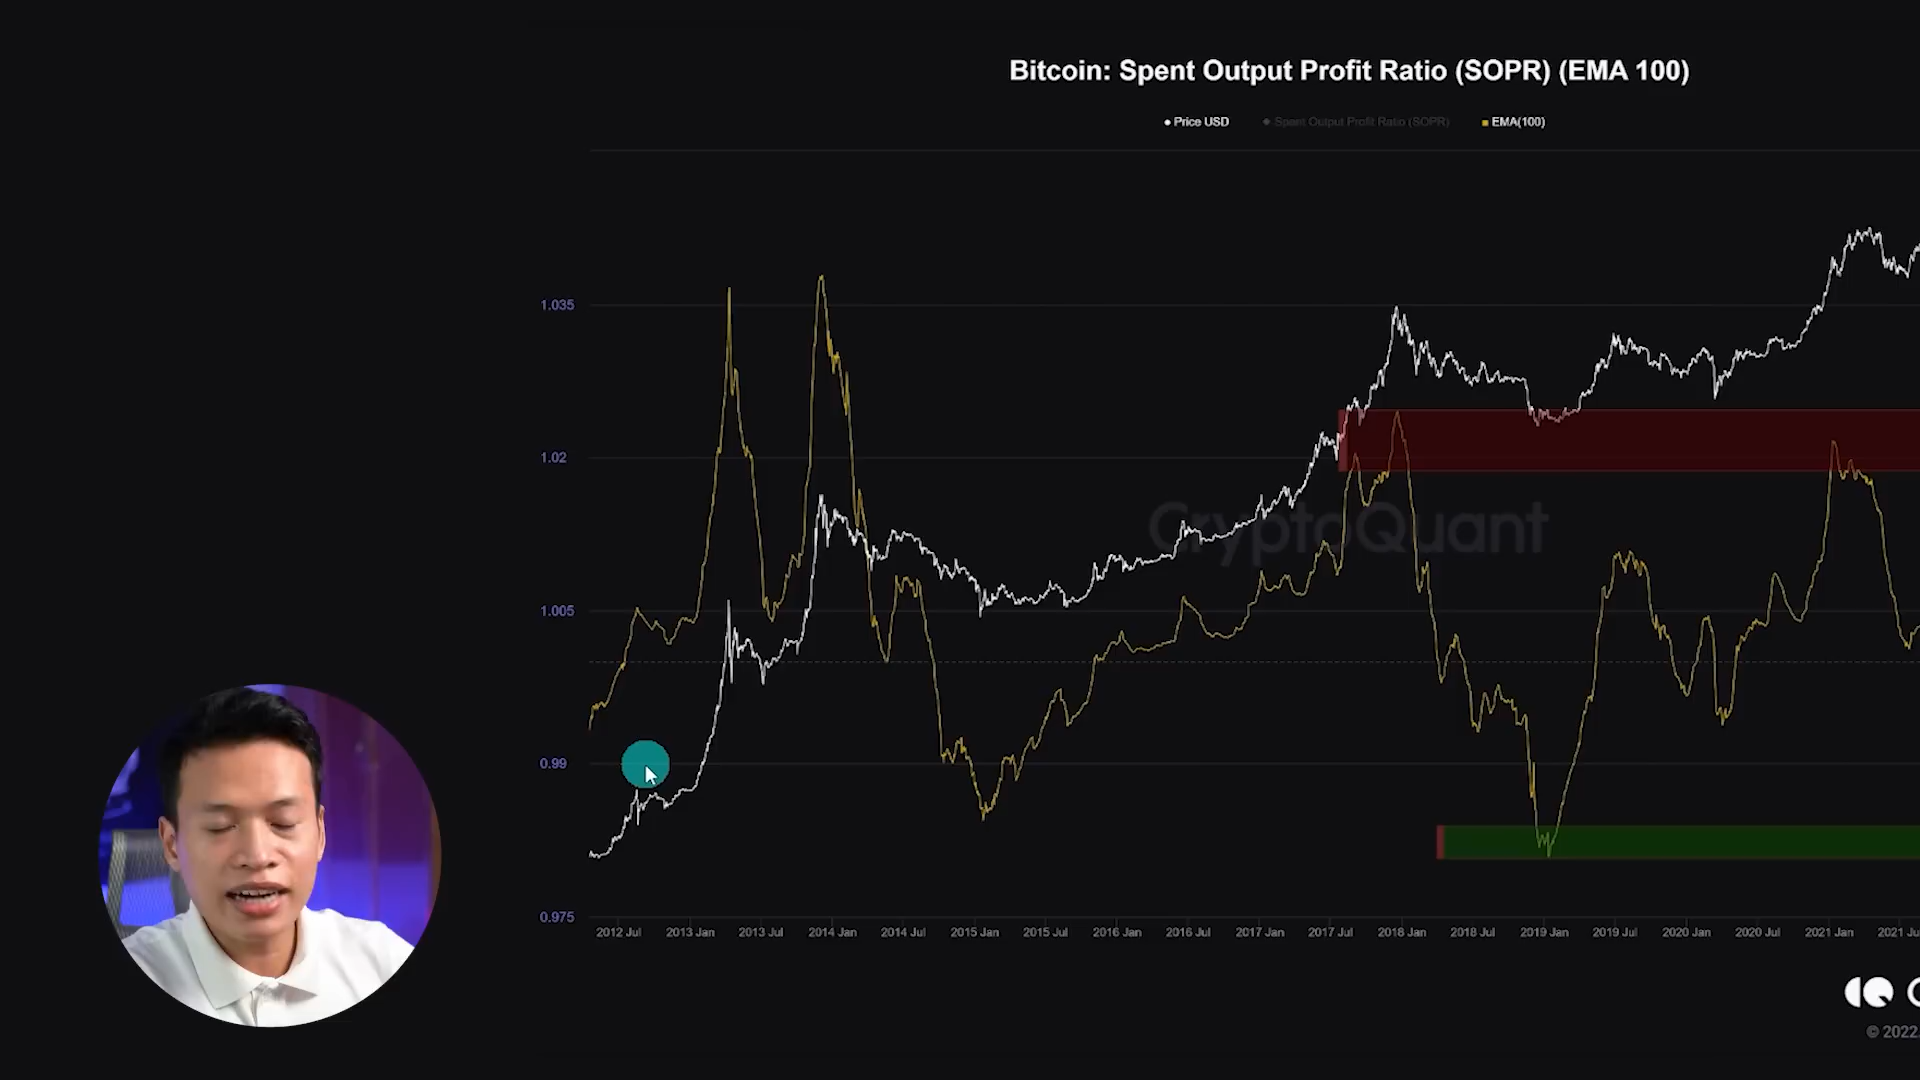 Bitcoin: Spent Output Profit Ratio (SOPR) (EMA 100)
Price USD Spent Output Profit Ratio (SOPR) EMA(100)
1.035
1.02
CryptoQuant
1.005
0.99
0.975
2012 Jul 2013 Jan 2013 Jul 2014 Jan 2014 Jul 2015 Jan 2015 Jul 2016 Jan 2016 Jul 2017 Jan 2017 Jul 2018 Jan 2018 Jul 2019 Jan 2019 Jul 2020 Jan 2020 Jul 2021 Jan 2021 Ju
© 2022.